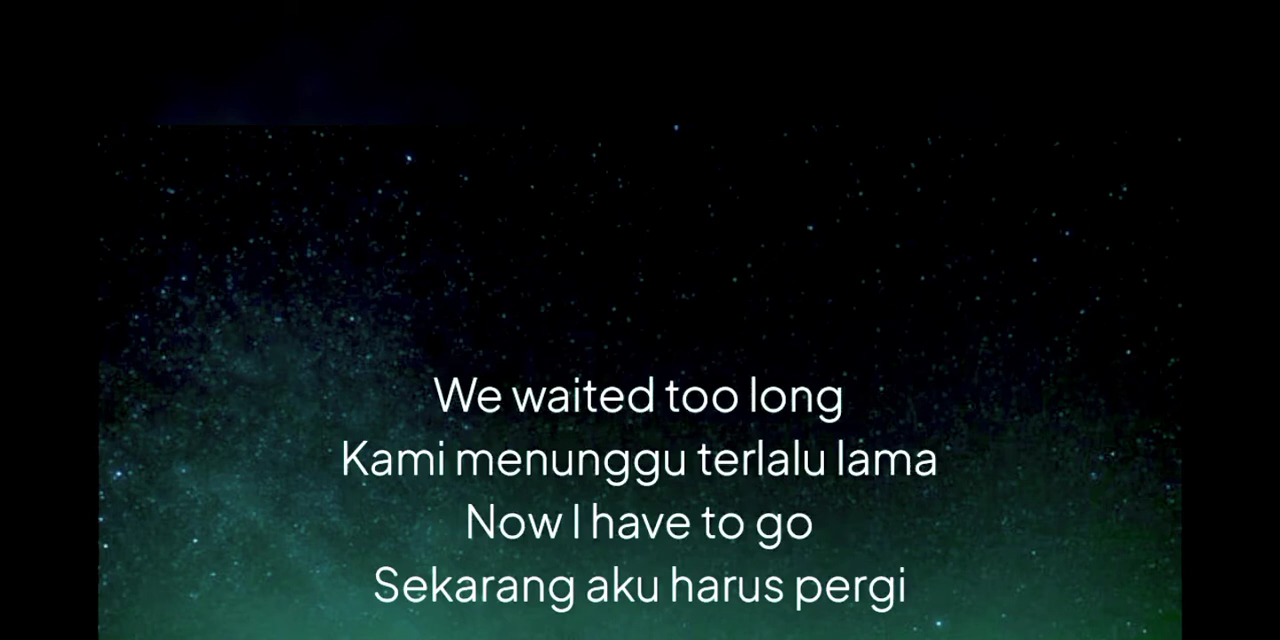 We waited too long
Kami menunggu terlalu lama
Now I have to go
Sekarang aku harus pergi